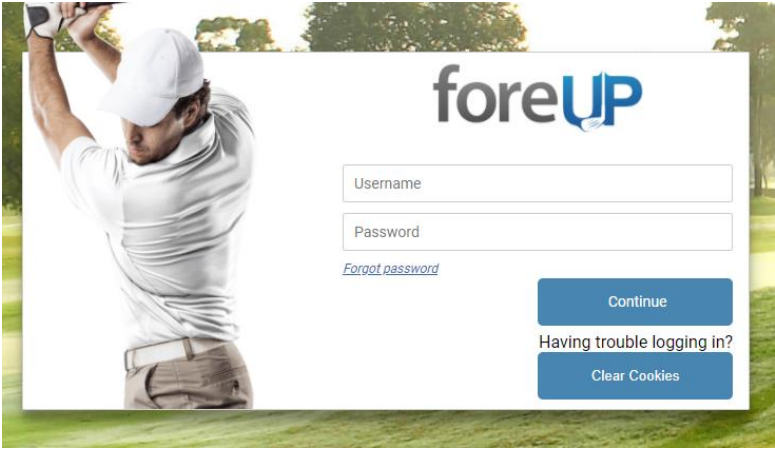 foreUP
Username
Password
Forgot password
Continue
Having trouble logging in?
Clear Cookies